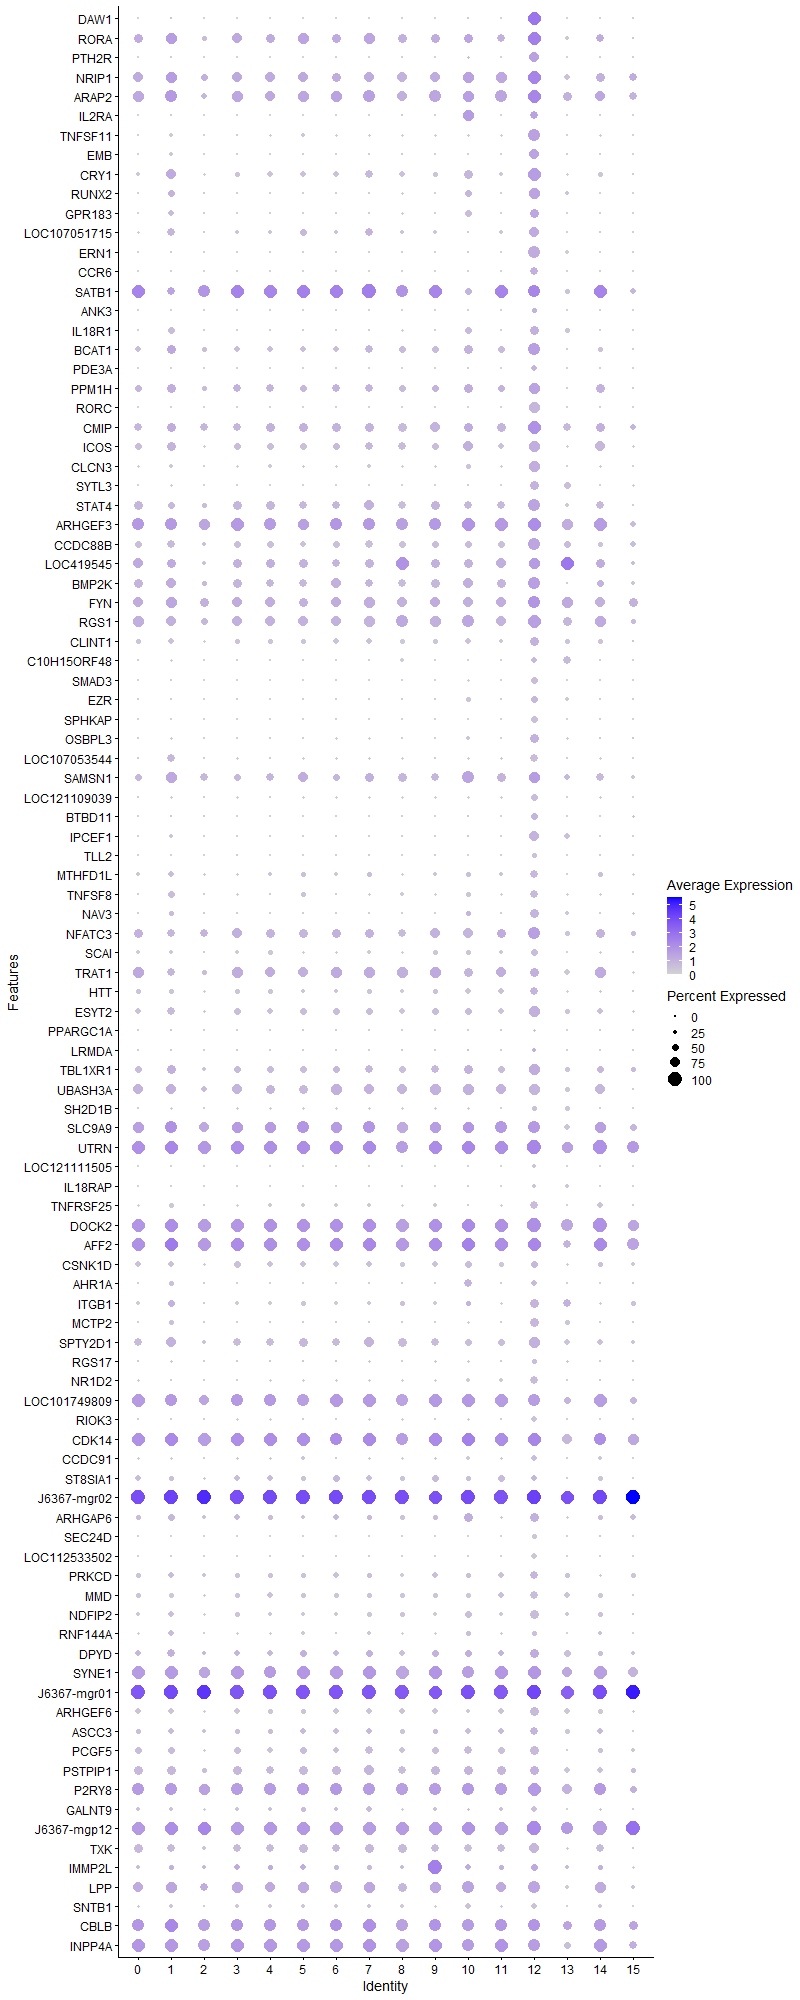 DAW1
RORA
PTH2R
NRIP1
ARAP2
IL2RA
TNFSF11
EMB
CRY1
RUNX2
GPR183
LOC107051715
ERN1
CCR6
SATB1
ANK3
IL18R1
BCAT1
PDE3A
PPM1H
RORC
CMIP
ICOS
CLCN3
SYTL3
STAT4
ARHGEF3
CCDC88B
LOC419545
BMP2K
FYN
RGS1
CLINT1
C10H15ORF48
SMAD3
EZR
SPHKAP
OSBPL3
LOC107053544
SAMSN1
LOC121109039
BTBD11
IPCEF1
TLL2
MTHFD1L
TNFSF8
NAV3
NFATC3
SCAI
TRAT1
HTT
ESYT2
PPARGC1A
LRMDA
TBL1XR1
UBASH3A
SH2D1B
SLC9A9
UTRN
LOC121111505
IL18RAP
TNFRSF25
DOCK2
AFF2
CSNK1D
AHR1A
ITGB1
MCTP2
SPTY2D1
RGS17
NR1D2
LOC101749809
RIOK3
CDK14
CCDC91
ST8SIA1
J6367-mgr02
ARHGAP6
SEC24D
LOC112533502
PRKCD
MMD
NDFIP2
RNF144A
DPYD
SYNE1
J6367-mgr01
ARHGEF6
ASCC3
PCGF5
PSTPIP1
P2RY8
GALNT9
J6367-mgp12
TXK
IMMP2L
LPP
SNTB1
CBLB
INPP4A
Features
0 1 2 3 4 5 6 7 8 9 10 11 12 13 14 15
Identity
Average Expression
5
4
3
2
1
0
Percent Expressed
0
25
50
75
100